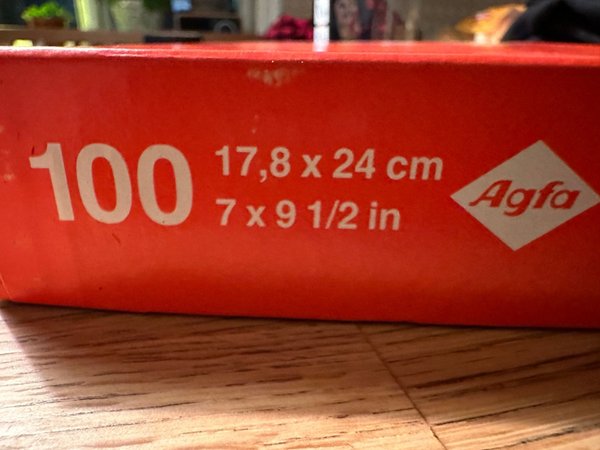 100
17,8 x 24 cm
7 x 9 1/2 in
Agfa